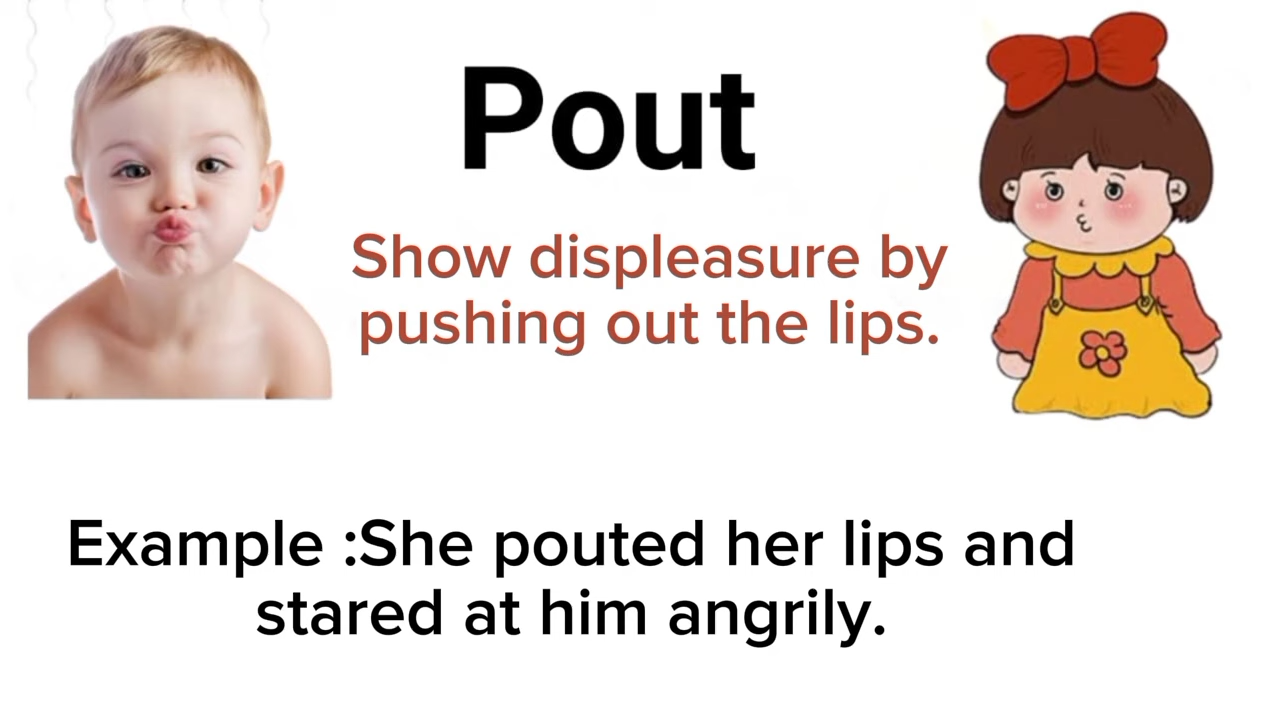 Pout
Show displeasure by
pushing out the lips.
Example :She pouted her lips and
stared at him angrily.